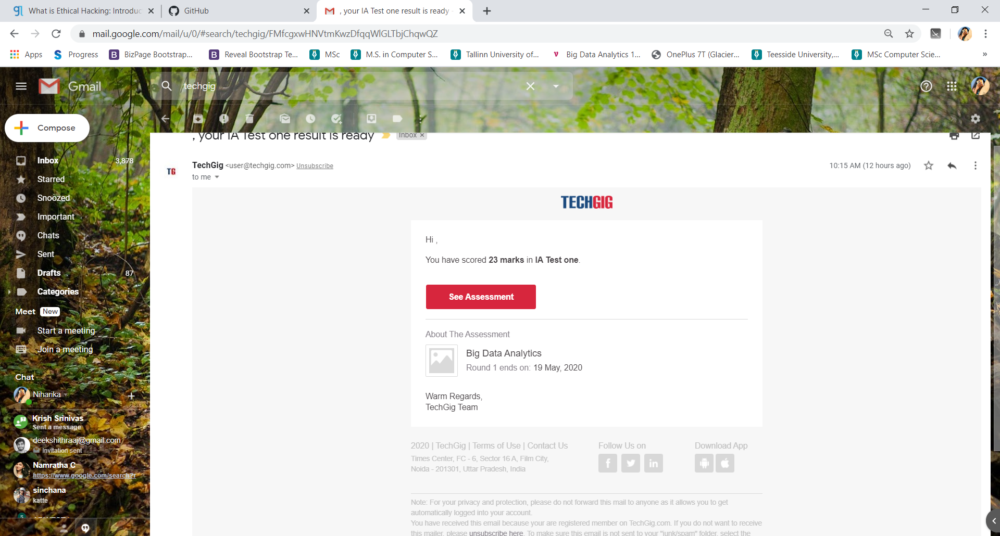 What is Ethical Hacking: Introduc
GitHub
, your IA Test one result is ready -
mail.google.com/mail/u/0/#search/techgig/FMfcgxwHNVtmKwzDfqqWlGLTbjChqwQZ
Apps
Progress
BizPage Bootstrap...
Reveal Bootstrap Te...
MSc
M.S. in Computer S...
Tallinn University of...
Big Data Analytics 1...
OnePlus 7T (Glacier...
Teesside University,...
MSc Computer Scie...
»
Gmail
techgig
Compose
Inbox 3,878
Starred
Snoozed
Important
Chats
Sent
Drafts 87
Categories
Meet New
Start a meeting
Join a meeting
Chat
Niharika
Krish Srinivas
Sent a message
deekshithraaj@gmail.com
Invitation sent
Namratha C
https://www.google.com/search?r
sinchana
katte
, your IA Test one result is ready
Inbox ×
TG
TechGig <user@techgig.com> Unsubscribe
10:15 AM (12 hours ago)
to me
TECHGIG
Hi ,
You have scored 23 marks in IA Test one.
See Assessment
About The Assessment
Big Data Analytics
Round 1 ends on: 19 May, 2020
Warm Regards,
TechGig Team
2020 | TechGig | Terms of Use | Contact Us
Times Center, FC - 6, Sector 16 A, Film City,
Noida - 201301, Uttar Pradesh, India
Follow Us on
Download App
Note: For your privacy and protection, please do not forward this mail to anyone as it allows you to get
automatically logged into your account.
You have received this email because your are registered member on TechGig.com. If you do not want to receive
this mailer, please unsubscribe here. To make sure this email is not sent to your "junk/spam" folder, select the